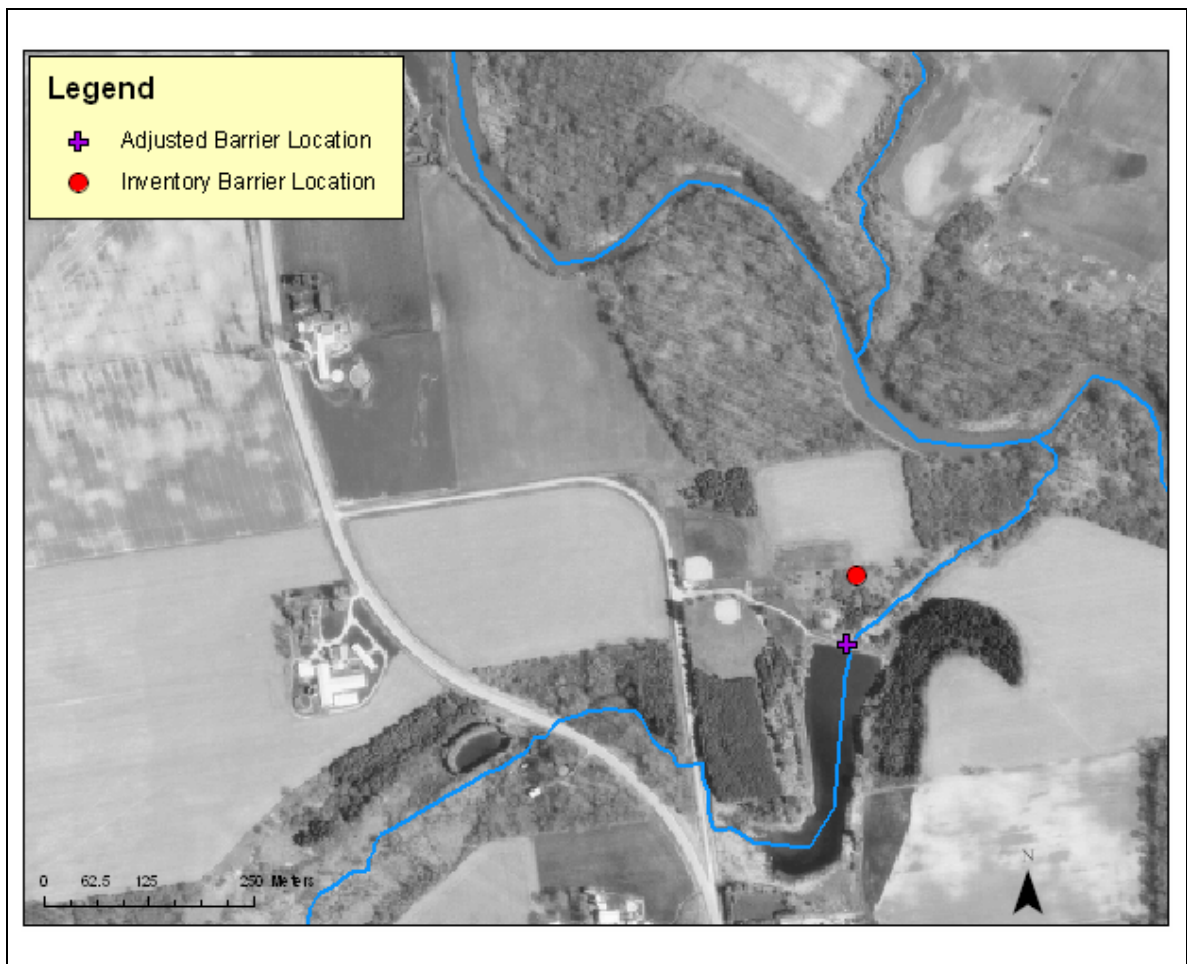 Legend
Adjusted Barrier Location
Inventory Barrier Location
N
0 62.5 125 250 Meters